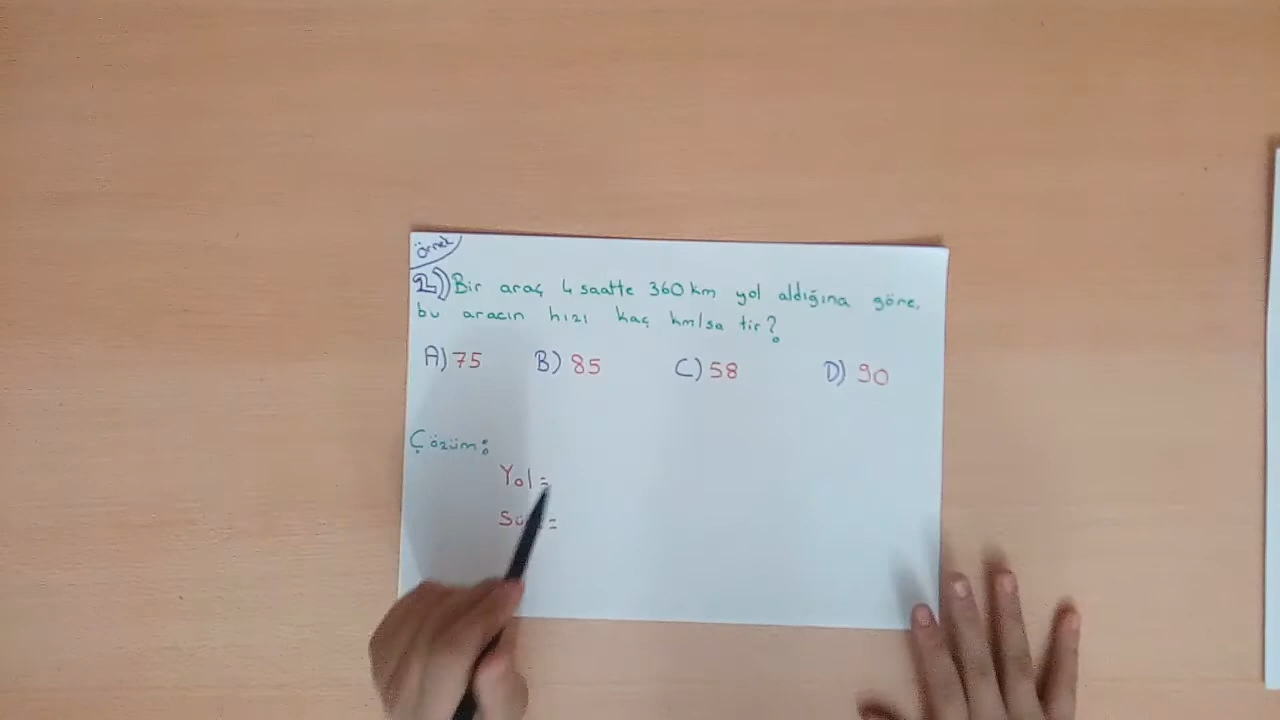 Örnek
2) Bir araç 4 saatte 360 km yol aldığına göre,
bu aracın hızı kaç km/sa tir?
A) 75 B) 85 C) 58 D) 90
Çözüm:
Yol =
=